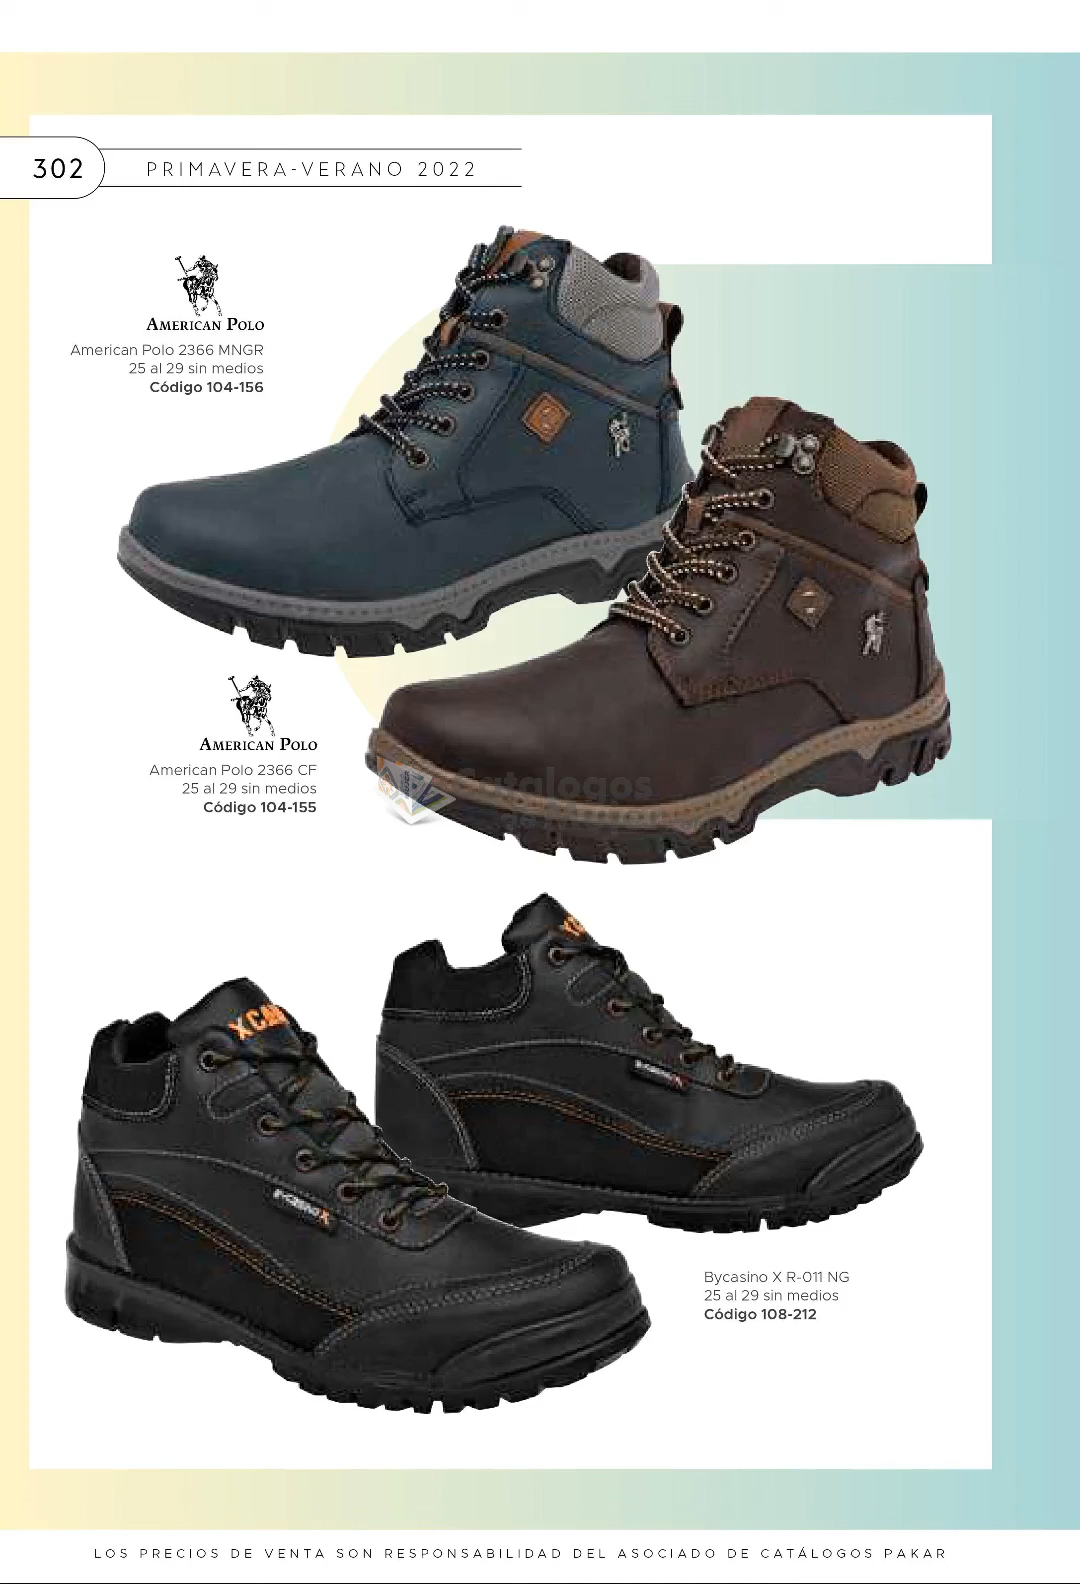 302
PRIMAVERA-VERANO 2022
AMERICAN POLO
American Polo 2366 MNGR
25 al 29 sin medios
Código 104-156
AMERICAN POLO
American Polo 2366 CF
25 al 29 sin medios
Código 104-155
Catalogos
Bycasino X R-011 NG
25 al 29 sin medios
Código 108-212
LOS PRECIOS DE VENTA SON RESPONSABILIDAD DEL ASOCIADO DE CATÁLOGOS PAKAR